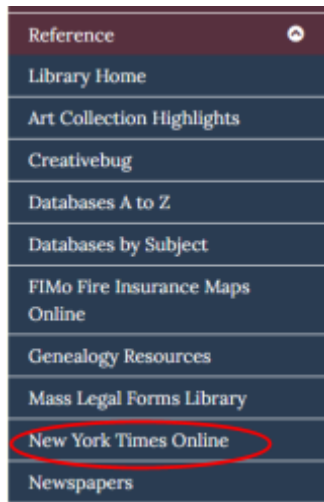 Reference
Library Home
Art Collection Highlights
Creativebug
Databases A to Z
Databases by Subject
FIMo Fire Insurance Maps
Online
Genealogy Resources
Mass Legal Forms Library
New York Times Online
Newspapers